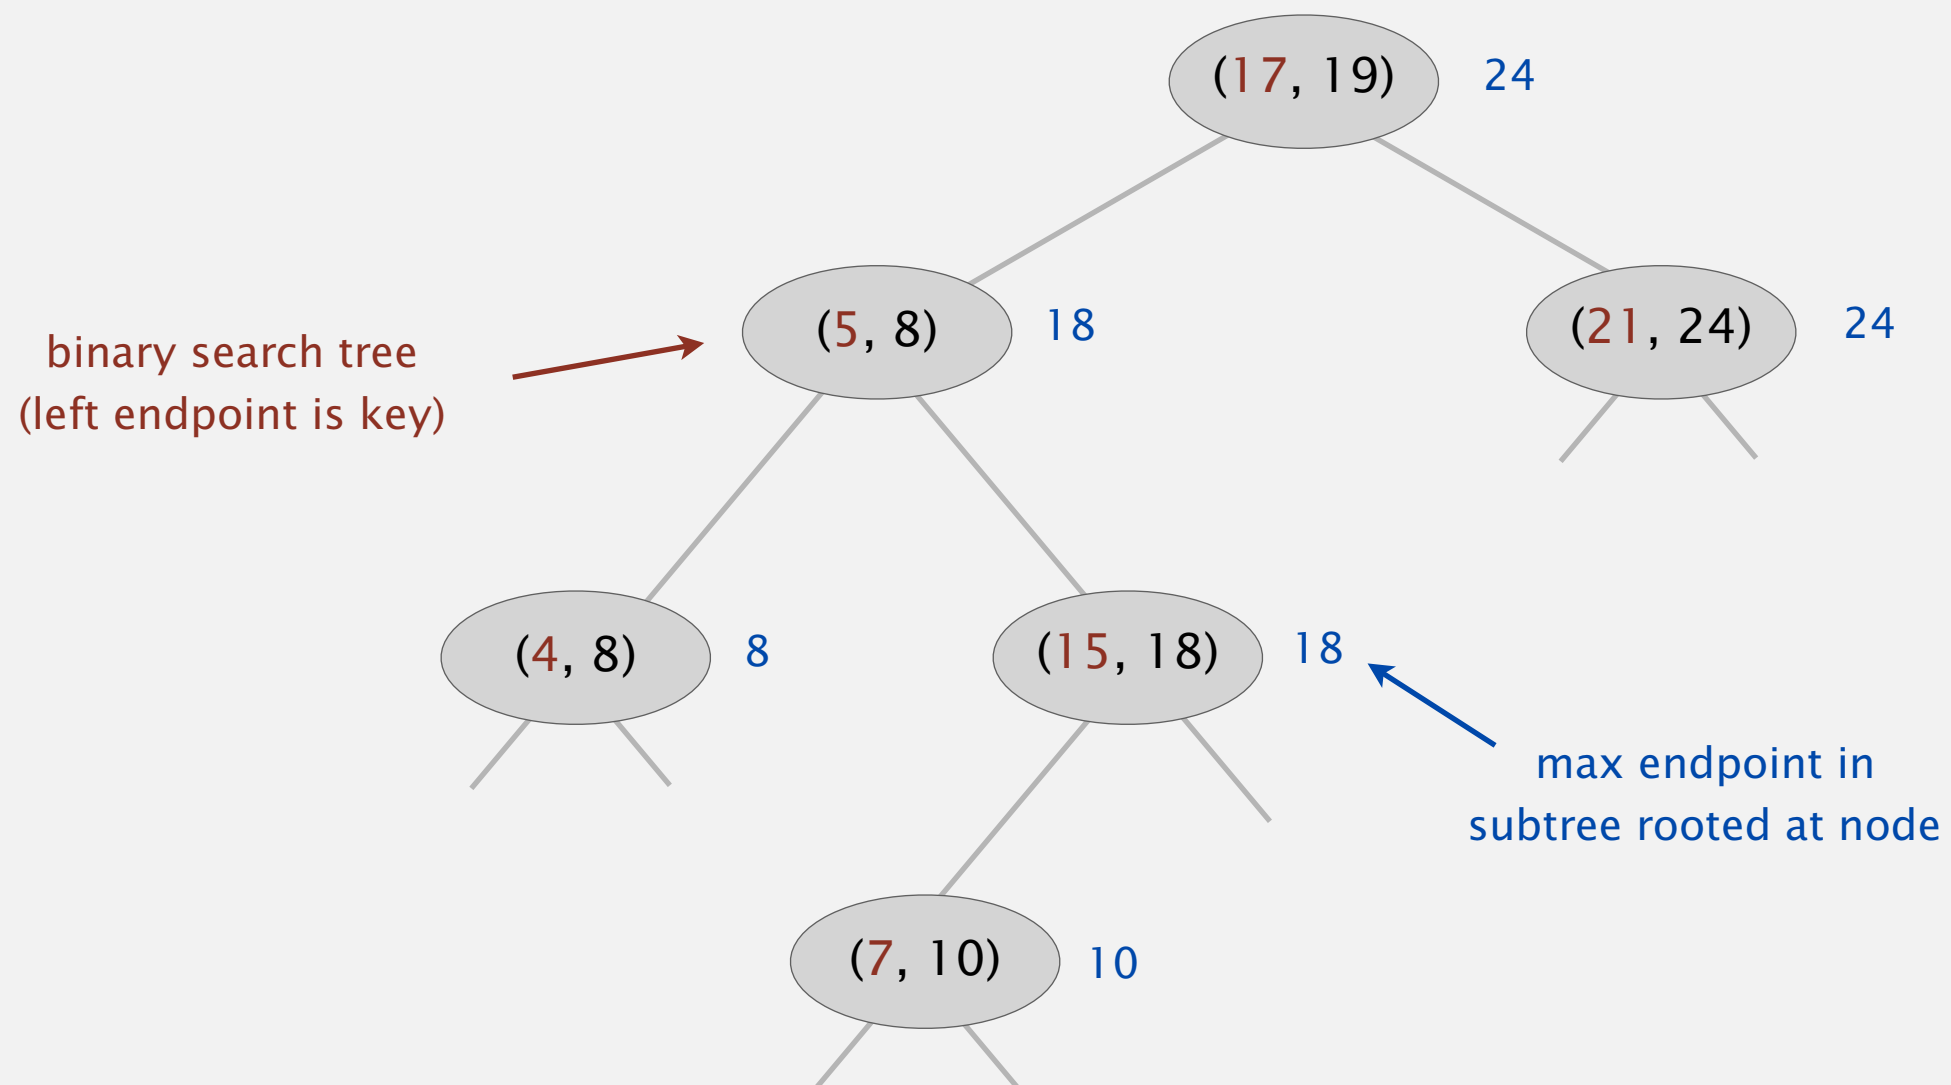 (17, 19) 24
binary search tree
(left endpoint is key)
(5, 8) 18
(21, 24) 24
(4, 8) 8
(15, 18) 18
max endpoint in
subtree rooted at node
(7, 10) 10